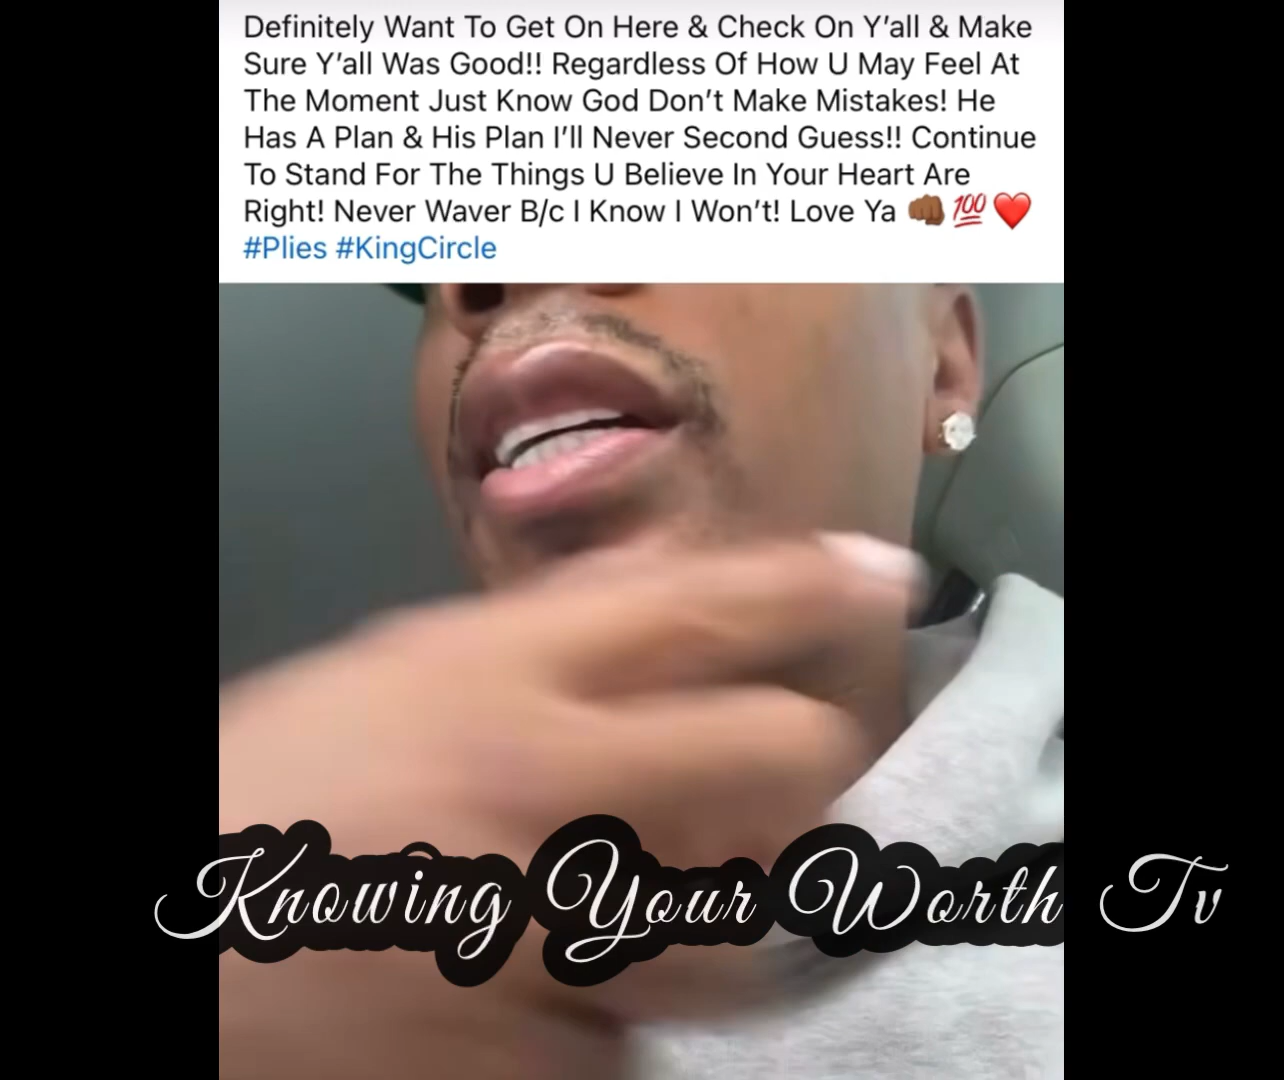 Definitely Want To Get On Here & Check On Y’all & Make
Sure Y’all Was Good!! Regardless Of How U May Feel At
The Moment Just Know God Don’t Make Mistakes! He
Has A Plan & His Plan I’ll Never Second Guess!! Continue
To Stand For The Things U Believe In Your Heart Are
Right! Never Waver B/c I Know I Won’t! Love Ya 👊🏾💯❤️
#Plies #KingCircle
Knowing Your Worth Tv